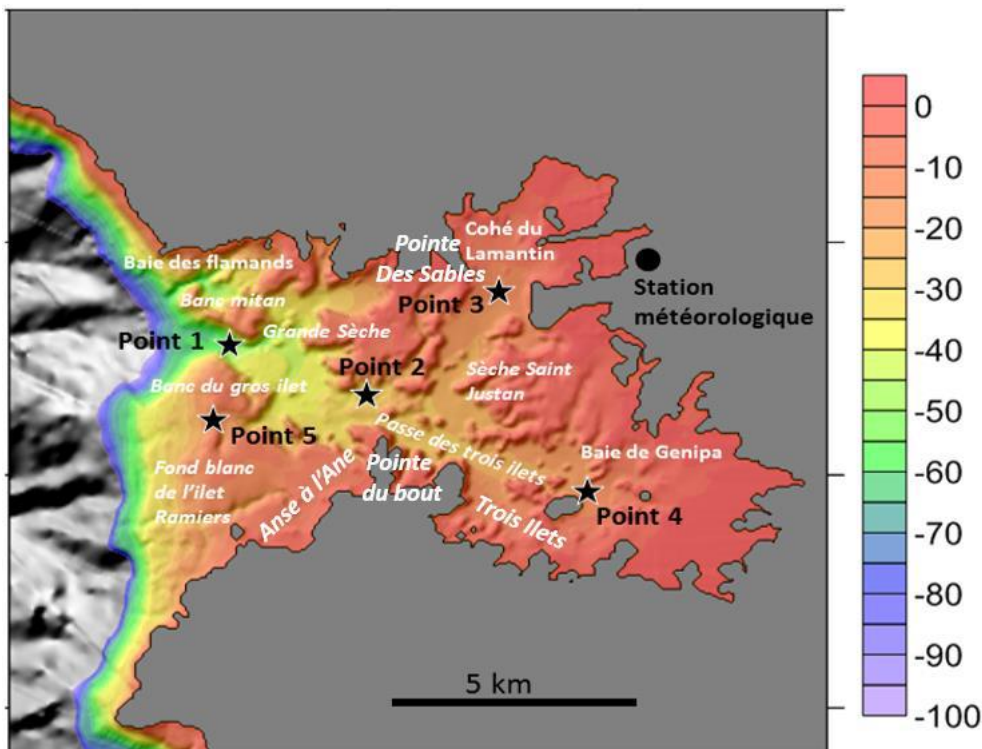 Baie des flamands
Banc mitan
Point 1
Grande Sèche
Pointe
Des Sables
Cohé du
Lamantin
Point 3
Station
météorologique
Point 2
Banc du gros ilet
Sèche Saint
Justan
Point 5
Passe des trois ilets
Baie de Genipa
Fond blanc
de l'ilet
Ramiers
Anse à l'Ane
Pointe
du bout
Trois Ilets
Point 4
5 km
0
-10
-20
-30
-40
-50
-60
-70
-80
-90
-100